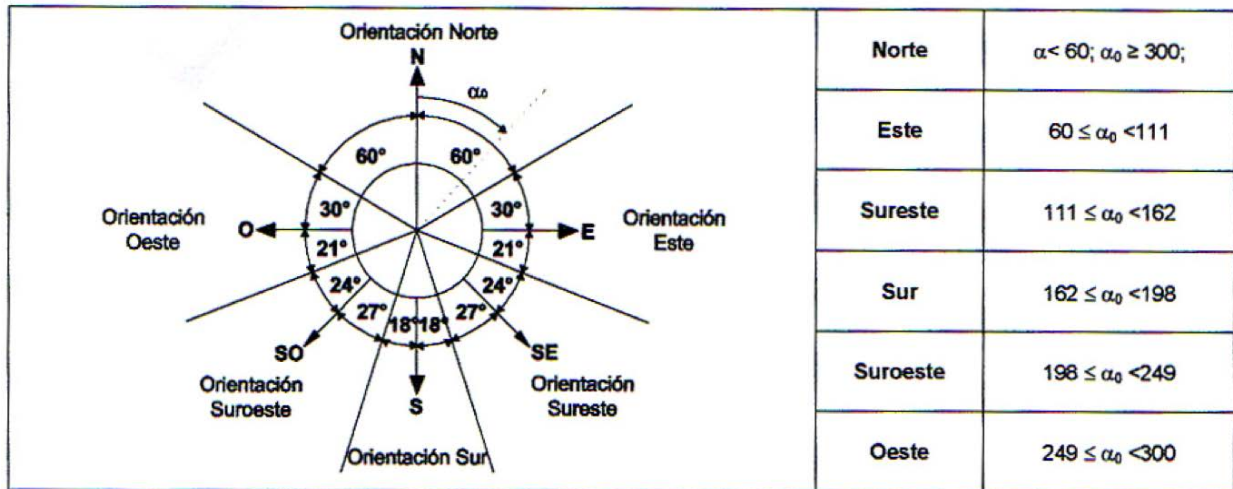 Orientación Norte
N
α₀
60° 60°
30° 30°
Orientación
Oeste
O
E
Orientación
Este
21° 21°
24° 24°
27° 18° 18° 27°
SO
SE
Orientación
Suroeste
S
Orientación
Sureste
Orientación Sur
Norte α< 60; α₀ ≥ 300;
Este 60 ≤ α₀ <111
Sureste 111 ≤ α₀ <162
Sur 162 ≤ α₀ <198
Suroeste 198 ≤ α₀ <249
Oeste 249 ≤ α₀ <300